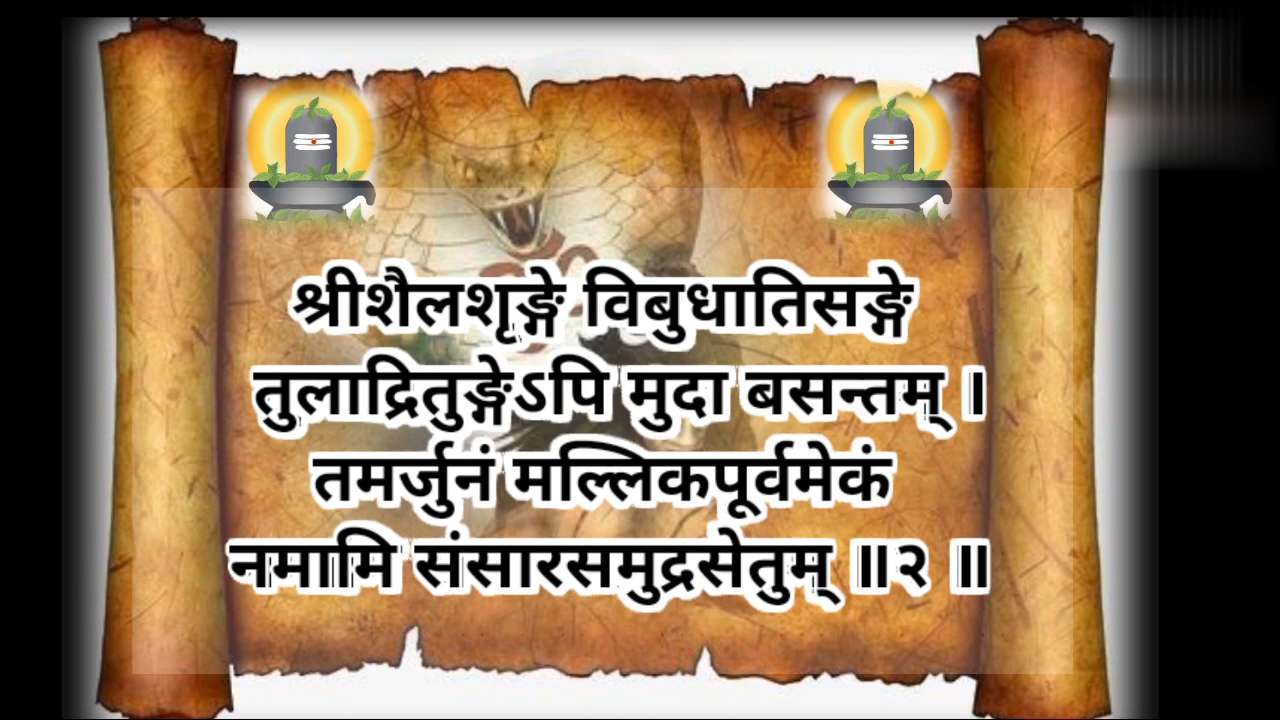 श्रीशैलशृङ्गे विबुधातिसङ्गे
तुलाद्रितुङ्गेऽपि मुदा बसन्तम् ।
तमर्जुनं मल्लिकपूर्वमेकं
नमामि संसारसमुद्रसेतुम् ॥२ ॥